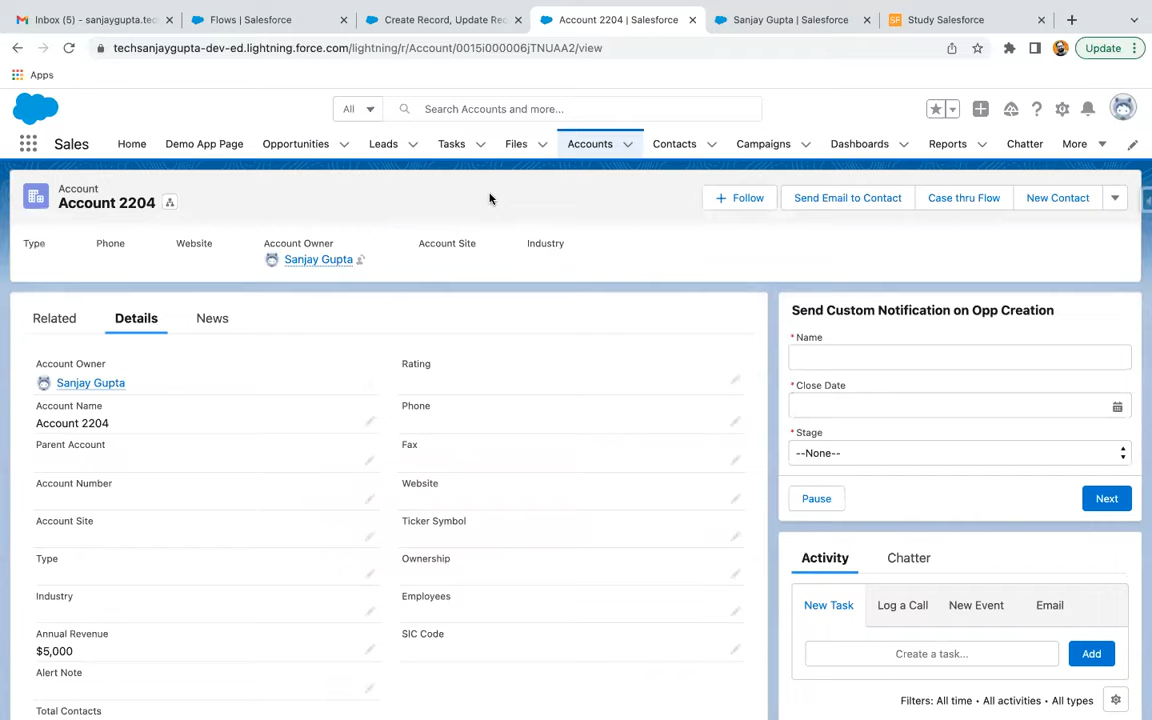 Inbox (5) - sanjaygupta.tec
Flows | Salesforce
Create Record, Update Rec
Account 2204 | Salesforce
Sanjay Gupta | Salesforce
SF Study Salesforce
techsanjaygupta-dev-ed.lightning.force.com/lightning/r/Account/0015i000006jTNUAA2/view
Update
Apps
All
Search Accounts and more...
Sales
Home
Demo App Page
Opportunities
Leads
Tasks
Files
Accounts
Contacts
Campaigns
Dashboards
Reports
Chatter
More
Account
Account 2204
Follow
Send Email to Contact
Case thru Flow
New Contact
Type
Phone
Website
Account Owner
Account Site
Industry
Sanjay Gupta
Related
Details
News
Account Owner
Sanjay Gupta
Rating
Account Name
Account 2204
Phone
Parent Account
Fax
Account Number
Website
Account Site
Ticker Symbol
Type
Ownership
Industry
Employees
Annual Revenue
$5,000
SIC Code
Alert Note
Total Contacts
Send Custom Notification on Opp Creation
* Name
* Close Date
* Stage
--None--
Pause
Next
Activity
Chatter
New Task
Log a Call
New Event
Email
Create a task...
Add
Filters: All time • All activities • All types